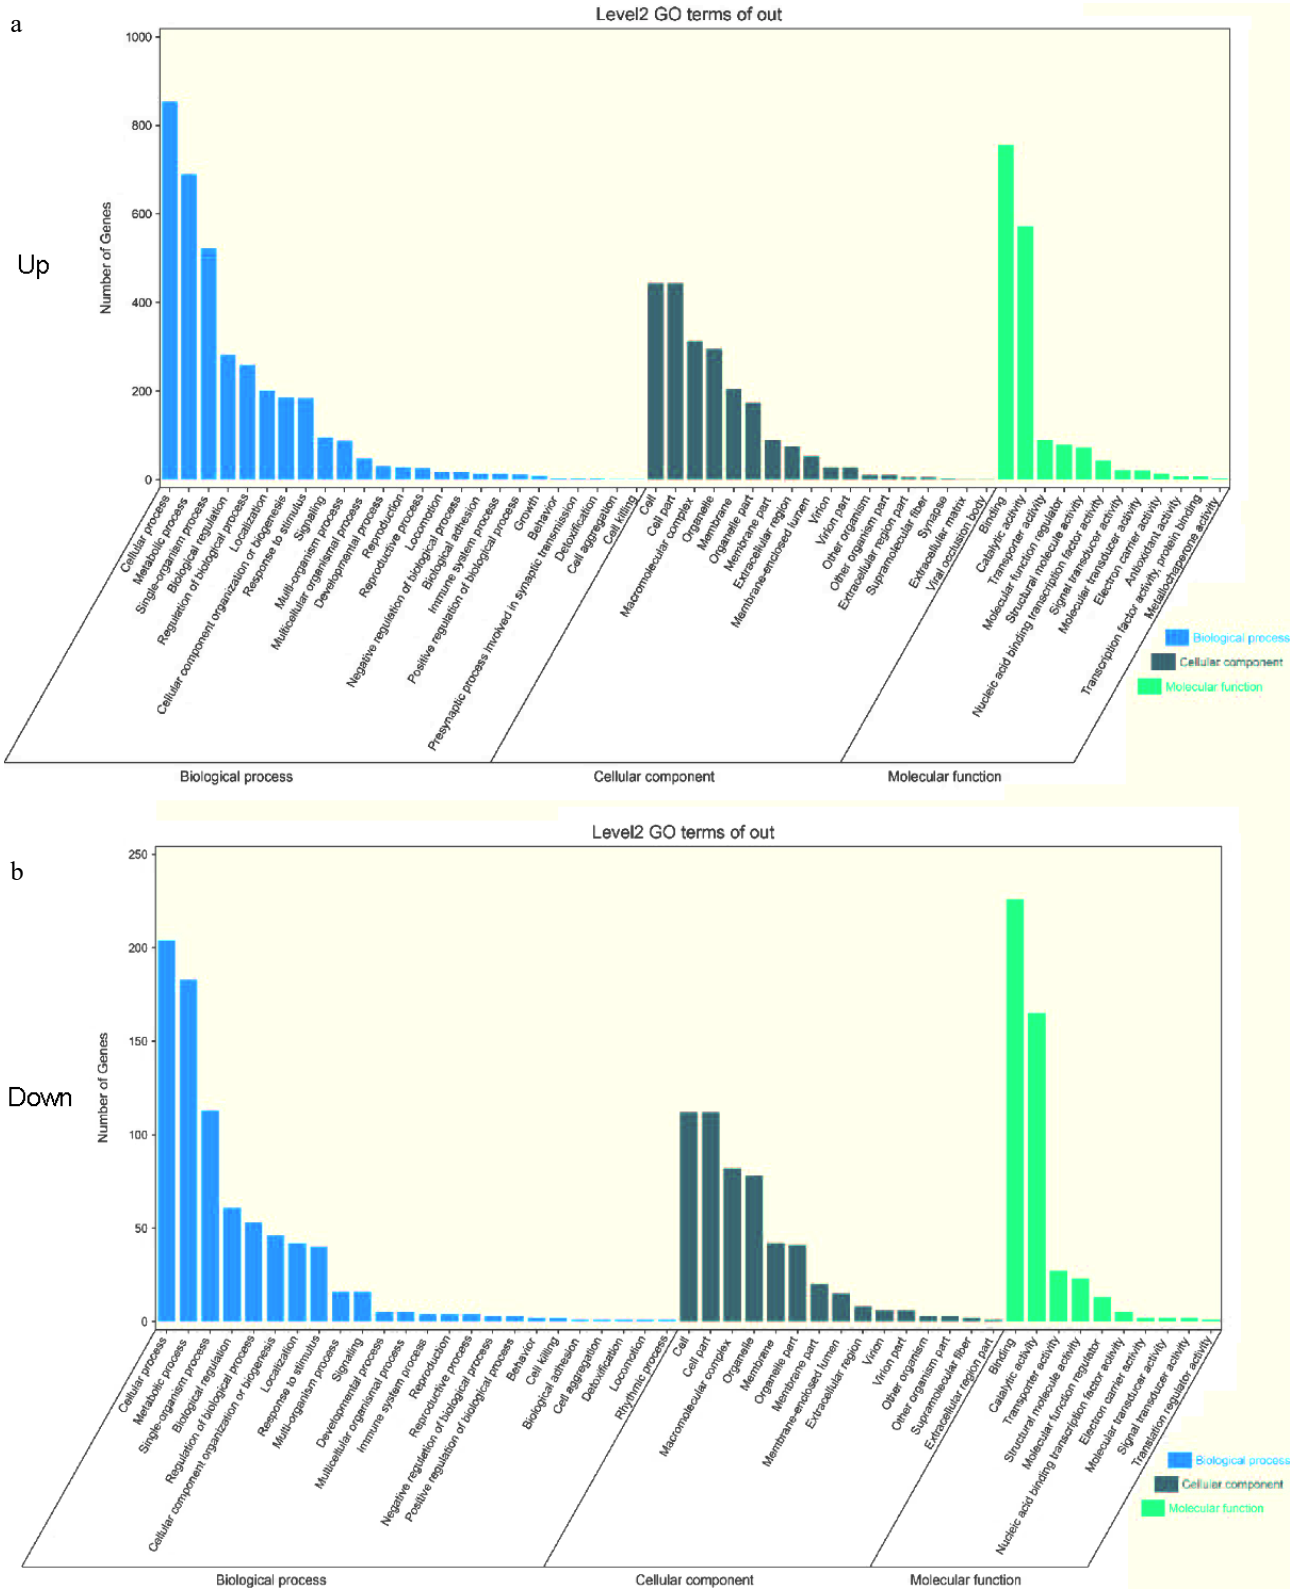 a
Level2 GO terms of out
1000
800
600
400
200
0
Number of Genes
Up
Cellular process
Metabolic process
Single-organism process
Biological regulation
Regulation of biological process
Localization
Cellular component organization or biogenesis
Response to stimulus
Signaling
Multi-organism process
Multicellular organismal process
Developmental process
Reproduction
Reproductive process
Locomotion
Negative regulation of biological process
Biological adhesion
Immune system process
Positive regulation of biological process
Growth
Behavior
Presynaptic process involved in synaptic transmission
Detoxification
Cell aggregation
Cell killing
Cell
Cell part
Macromolecular complex
Organelle
Membrane
Organelle part
Membrane part
Extracellular region
Membrane-enclosed lumen
Virion
Virion part
Other organism
Other organism part
Extracellular region part
Supramolecular fiber
Synapse
Extracellular matrix
Viral occlusion body
Binding
Catalytic activity
Transporter activity
Molecular function regulator
Structural molecule activity
Nucleic acid binding transcription factor activity
Signal transducer activity
Molecular transducer activity
Electron carrier activity
Antioxidant activity
Transcription factor activity, protein binding
Metallochaperone activity
Biological process
Cellular component
Molecular function
Biological process
Cellular component
Molecular function
b
Level2 GO terms of out
250
200
150
100
50
0
Number of Genes
Down
Cellular process
Metabolic process
Single-organism process
Biological regulation
Regulation of biological process
Cellular component organization or biogenesis
Localization
Response to stimulus
Multi-organism process
Signaling
Developmental process
Multicellular organismal process
Immune system process
Reproduction
Reproductive process
Negative regulation of biological process
Positive regulation of biological process
Behavior
Cell killing
Biological adhesion
Cell aggregation
Detoxification
Locomotion
Rhythmic process
Cell
Cell part
Macromolecular complex
Organelle
Membrane
Organelle part
Membrane part
Membrane-enclosed lumen
Extracellular region
Virion
Virion part
Other organism
Other organism part
Supramolecular fiber
Extracellular region part
Binding
Catalytic activity
Transporter activity
Structural molecule activity
Molecular function regulator
Nucleic acid binding transcription factor activity
Electron carrier activity
Molecular transducer activity
Signal transducer activity
Translation regulator activity
Biological process
Cellular component
Molecular function
Biological process
Cellular component
Molecular function